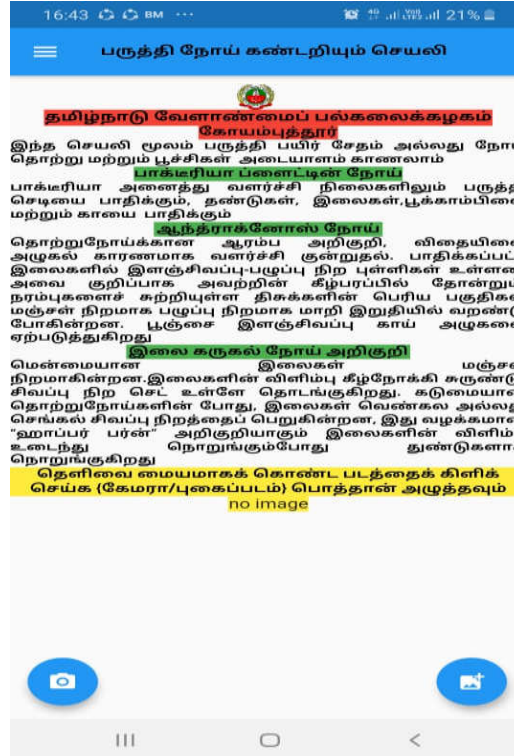 16:43 BM ··· 4G 21%
பருத்தி நோய் கண்டறியும் செயலி
தமிழ்நாடு வேளாண்மைப் பல்கலைக்கழகம்
கோயம்புத்தூர்
இந்த செயலி மூலம் பருத்தி பயிர் சேதம் அல்லது நோய்
தொற்று மற்றும் பூச்சிகள் அடையாளம் காணலாம்
பாக்டீரியா ப்ளைட்டின் நோய்
பாக்டீரியா அனைத்து வளர்ச்சி நிலைகளிலும் பருத்
செடியை பாதிக்கும், தண்டுகள், இலைகள்,பூக்காம்பிலை
மற்றும் காயை பாதிக்கும்
ஆந்த்ராக்னோஸ் நோய்
தொற்றுநோய்க்கான ஆரம்ப அறிகுறி, விதையிலை
அழுகல் காரணமாக வளர்ச்சி குன்றுதல். பாதிக்கப்பட்
இலைகளில் இளஞ்சிவப்பு-பழுப்பு நிற புள்ளிகள் உள்ளன
அவை குறிப்பாக அவற்றின் கீழ்பரப்பில் தோன்றும்
நரம்புகளைச் சுற்றியுள்ள திசுக்களின் பெரிய பகுதிக
மஞ்சள் நிறமாக பழுப்பு நிறமாக மாறி இறுதியில் வறண்டு
போகின்றன. பூஞ்சை இளஞ்சிவப்பு காய் அழுகலை
ஏற்படுத்துகிறது
இலை கருகல் நோய் அறிகுறி
மென்மையான இலைகள் மஞ்ச
நிறமாகின்றன.இலைகளின் விளிம்பு கீழ்நோக்கி சுருண்டு
சிவப்பு நிற செட் உள்ளே தொடங்குகிறது. கடுமையா
தொற்றுநோய்களின் போது, இலைகள் வெண்கல அல்ல
செங்கல் சிவப்பு நிறத்தைப் பெறுகின்றன, இது வழக்கமா
"ஹாப்பர் பர்ன்" அறிகுறியாகும் இலைகளின் விளிம்
உடைந்து நொறுங்கும்போது துண்டுகளா
நொறுங்குகிறது
தெளிவை மையமாகக் கொண்ட படத்தைக் கிளிக்
செய்க {கேமரா/புகைப்படம்} பொத்தான் அழுத்தவும்
no image